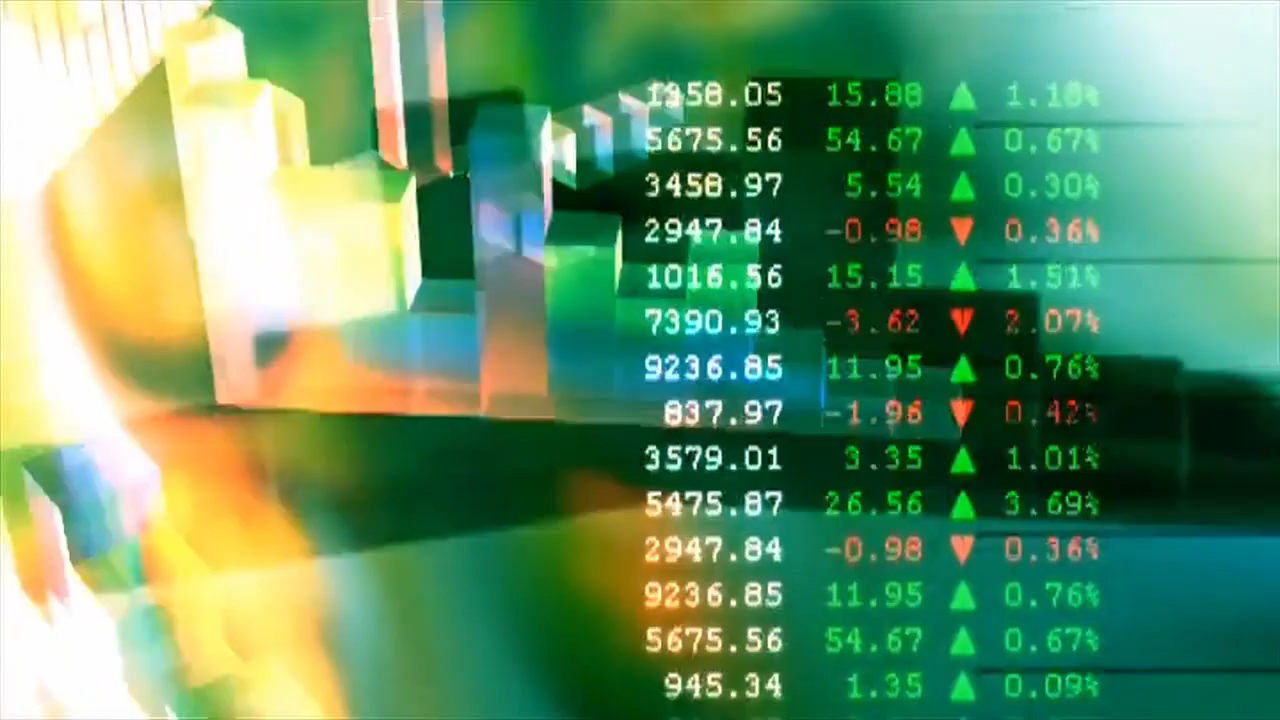 1358.05 15.88 ▲ 1.18%
5675.56 54.67 ▲ 0.67%
3458.97 5.54 ▲ 0.30%
2947.84 -0.98 ▼ 0.36%
1016.56 15.15 ▲ 1.51%
7390.93 -3.62 ▼ 2.07%
9236.85 11.95 ▲ 0.76%
837.97 -1.96 ▼ 0.42%
3579.01 3.35 ▲ 1.01%
5475.87 26.56 ▲ 3.69%
2947.84 -0.98 ▼ 0.36%
9236.85 11.95 ▲ 0.76%
5675.56 54.67 ▲ 0.67%
945.34 1.35 ▲ 0.09%